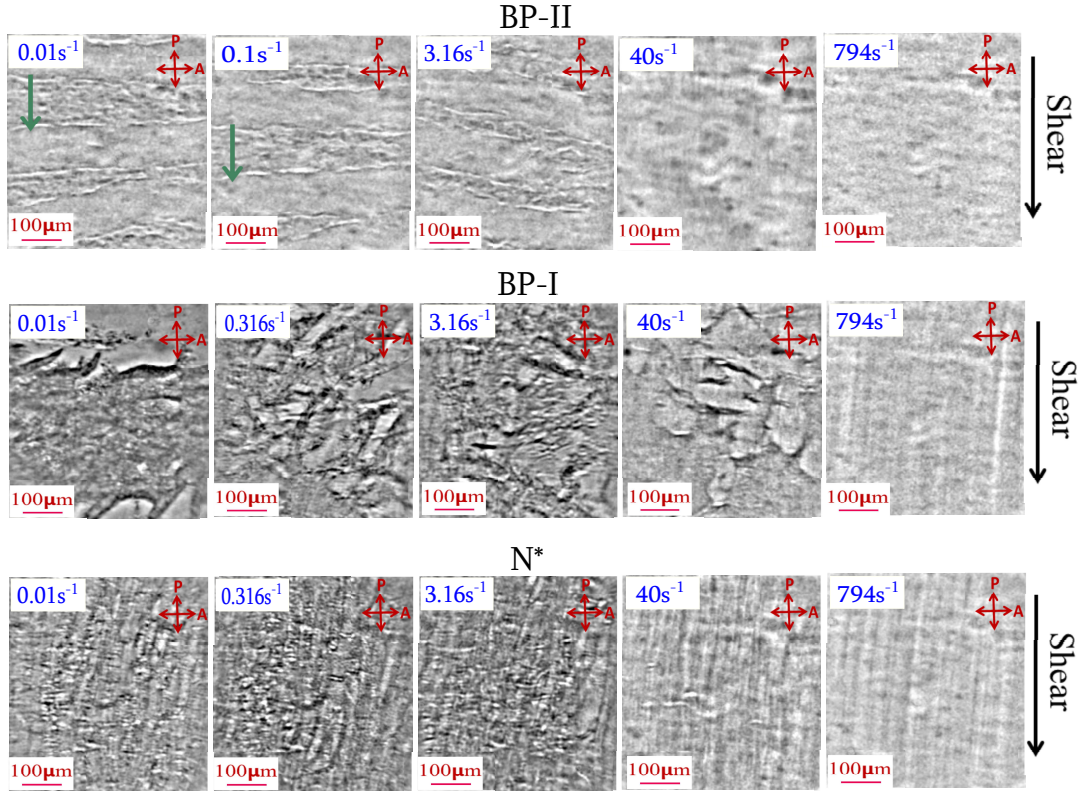 BP-II
0.01s⁻¹ P A 0.1s⁻¹ P A 3.16s⁻¹ P A 40s⁻¹ P A 794s⁻¹ P A
Shear
100μm 100μm 100μm 100μm 100μm
BP-I
0.01s⁻¹ P A 0.316s⁻¹ P A 3.16s⁻¹ P A 40s⁻¹ P A 794s⁻¹ P A
Shear
100μm 100μm 100μm 100μm 100μm
N*
0.01s⁻¹ P A 0.316s⁻¹ P A 3.16s⁻¹ P A 40s⁻¹ P A 794s⁻¹ P A
Shear
100μm 100μm 100μm 100μm 100μm